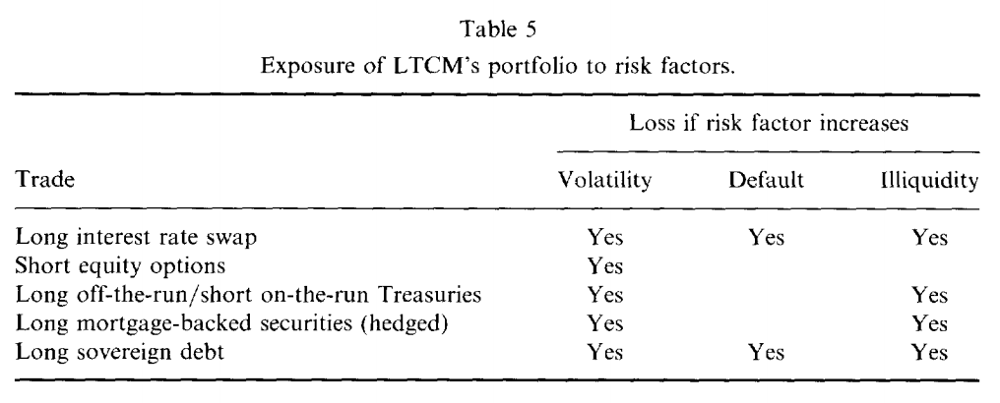 Table 5
Exposure of LTCM's portfolio to risk factors.
Loss if risk factor increases
Trade Volatility Default Illiquidity
Long interest rate swap Yes Yes Yes
Short equity options Yes
Long off-the-run/short on-the-run Treasuries Yes Yes
Long mortgage-backed securities (hedged) Yes Yes
Long sovereign debt Yes Yes Yes